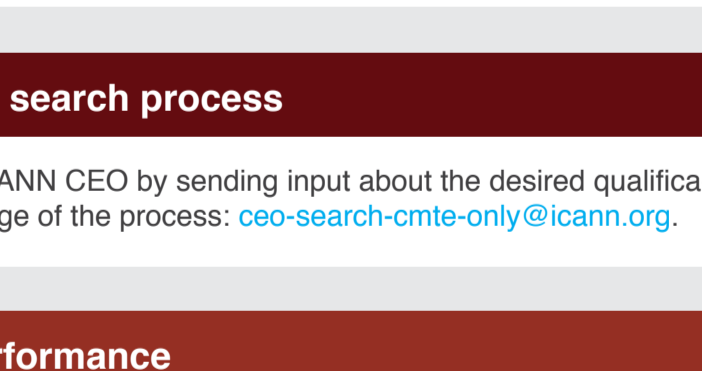 search process
ANN CEO by sending input about the desired qualifica
ge of the process: ceo-search-cmte-only@icann.org.
rformance